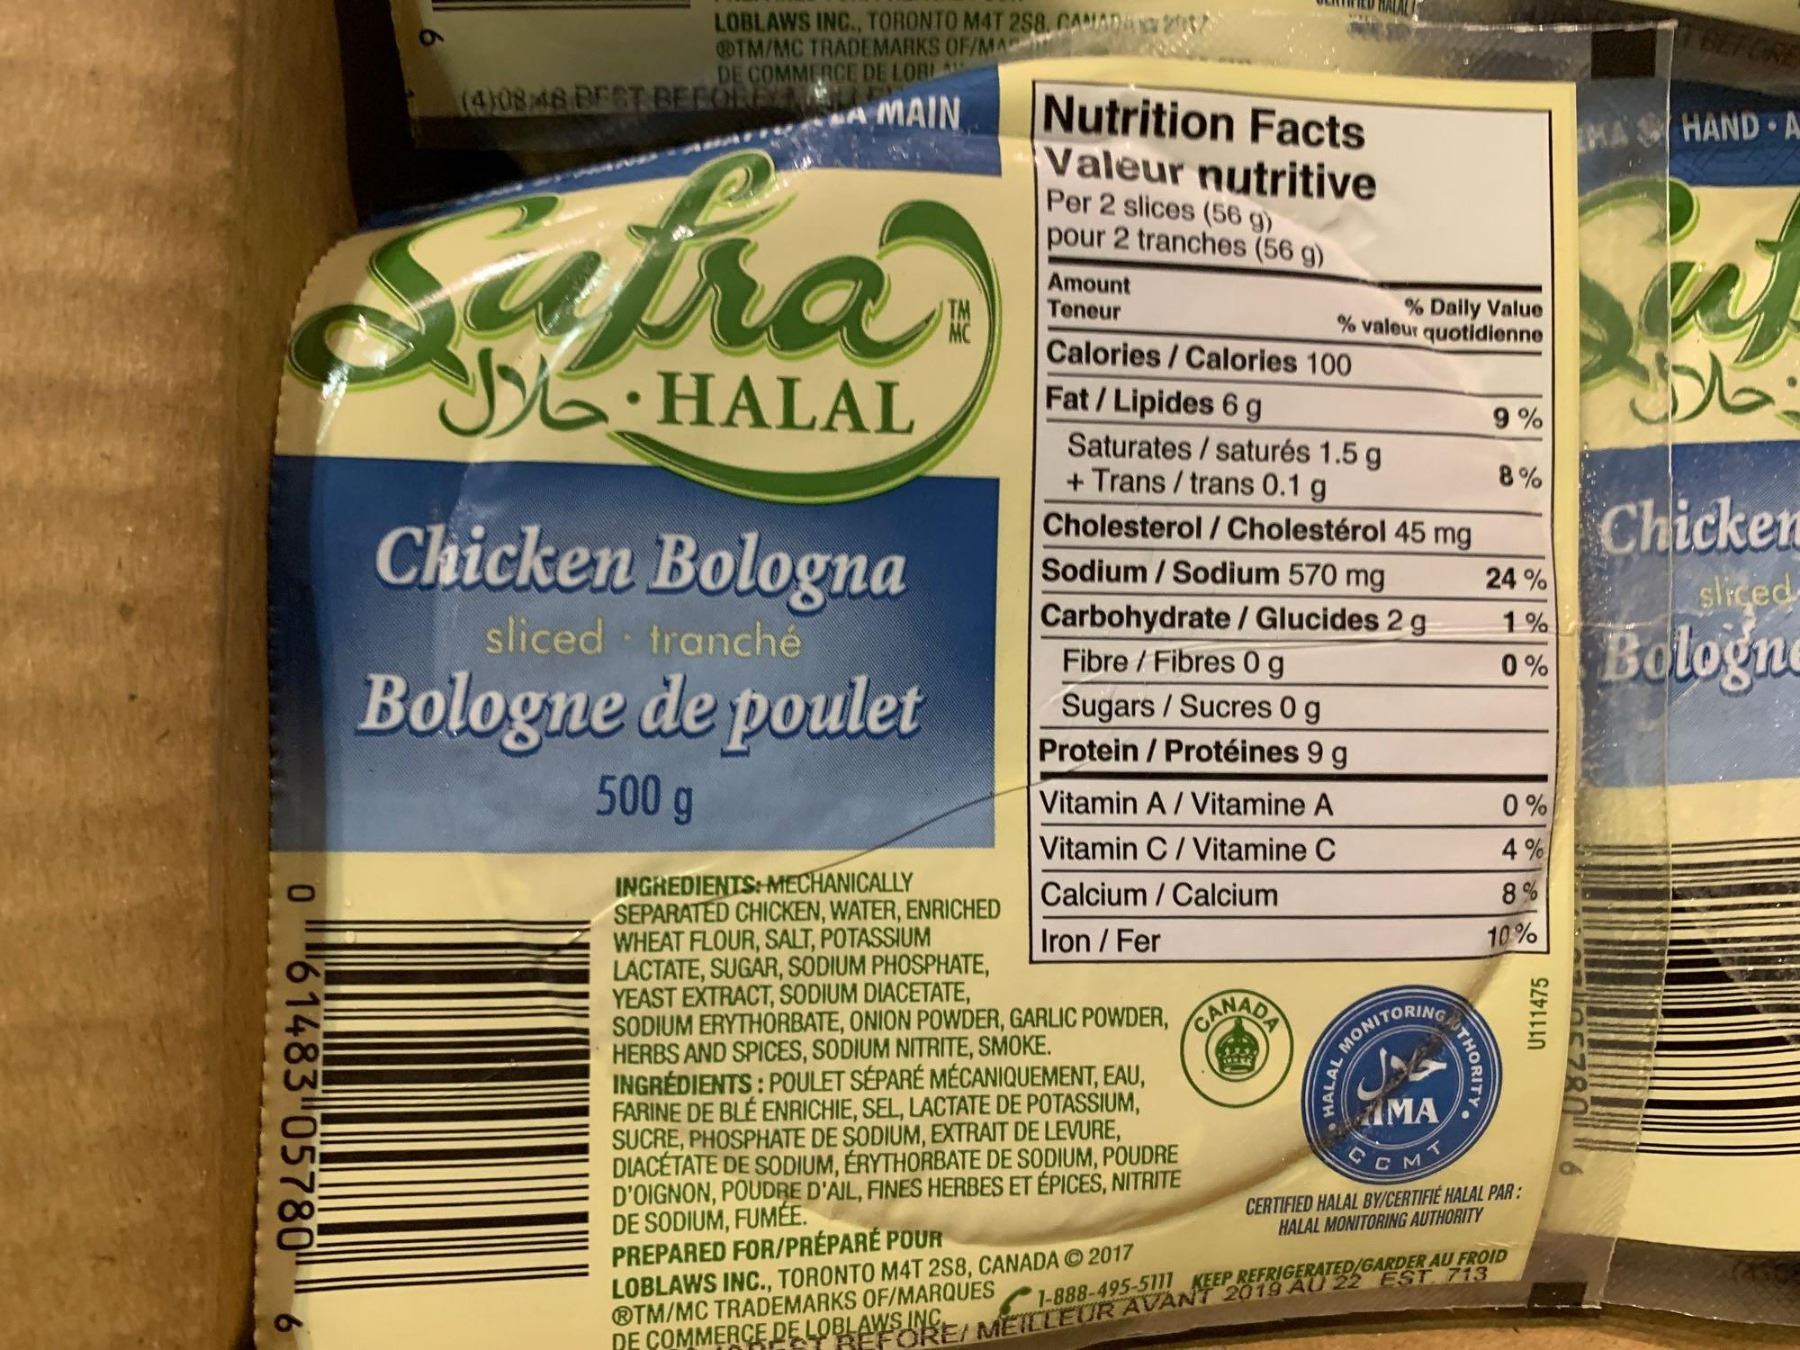 LOBLAWS INC., TORONTO M4T 2S8, CANADA
®TM/MC TRADEMARKS OF/
DE COMMERCE DE
(4)08:48 BEST BEFORE
6
LA MAIN
Safra
TM
MC
حلال • HALAL
Chicken Bologna
sliced · tranché
Bologne de poulet
500 g
Nutrition Facts
Valeur nutritive
Per 2 slices (56 g)
pour 2 tranches (56 g)
Amount
Teneur
% Daily Value
% valeur quotidienne
Calories / Calories 100
Fat / Lipides 6 g 9 %
Saturates / saturés 1.5 g
+ Trans / trans 0.1 g 8 %
Cholesterol / Cholestérol 45 mg
Sodium / Sodium 570 mg 24 %
Carbohydrate / Glucides 2 g 1 %
Fibre / Fibres 0 g 0 %
Sugars / Sucres 0 g
Protein / Protéines 9 g
Vitamin A / Vitamine A 0 %
Vitamin C / Vitamine C 4 %
Calcium / Calcium 8 %
Iron / Fer 10 %
INGREDIENTS: MECHANICALLY
SEPARATED CHICKEN, WATER, ENRICHED
WHEAT FLOUR, SALT, POTASSIUM
LACTATE, SUGAR, SODIUM PHOSPHATE,
YEAST EXTRACT, SODIUM DIACETATE,
SODIUM ERYTHORBATE, ONION POWDER, GARLIC POWDER,
HERBS AND SPICES, SODIUM NITRITE, SMOKE.
INGRÉDIENTS : POULET SÉPARÉ MÉCANIQUEMENT, EAU,
FARINE DE BLÉ ENRICHIE, SEL, LACTATE DE POTASSIUM,
SUCRE, PHOSPHATE DE SODIUM, EXTRAIT DE LEVURE,
DIACÉTATE DE SODIUM, ÉRYTHORBATE DE SODIUM, POUDRE
D'OIGNON, POUDRE D'AIL, FINES HERBES ET ÉPICES, NITRITE
DE SODIUM, FUMÉE.
PREPARED FOR/PRÉPARÉ POUR
LOBLAWS INC., TORONTO M4T 2S8, CANADA © 2017
®TM/MC TRADEMARKS OF/MARQUES
DE COMMERCE DE LOBLAWS INC.
1-888-495-5111 KEEP REFRIGERATED/GARDER AU FROID
BEST BEFORE/ MEILLEUR AVANT 2019 AU 22 EST. 713
0 61483 05780 6
CANADA
HALAL MONITORING AUTHORITY
حلال
HMA
CCMT
CERTIFIED HALAL BY/CERTIFIÉ HALAL PAR :
HALAL MONITORING AUTHORITY
U111475
HAND • A
حلال •
Chicken
sliced
Bologne
6